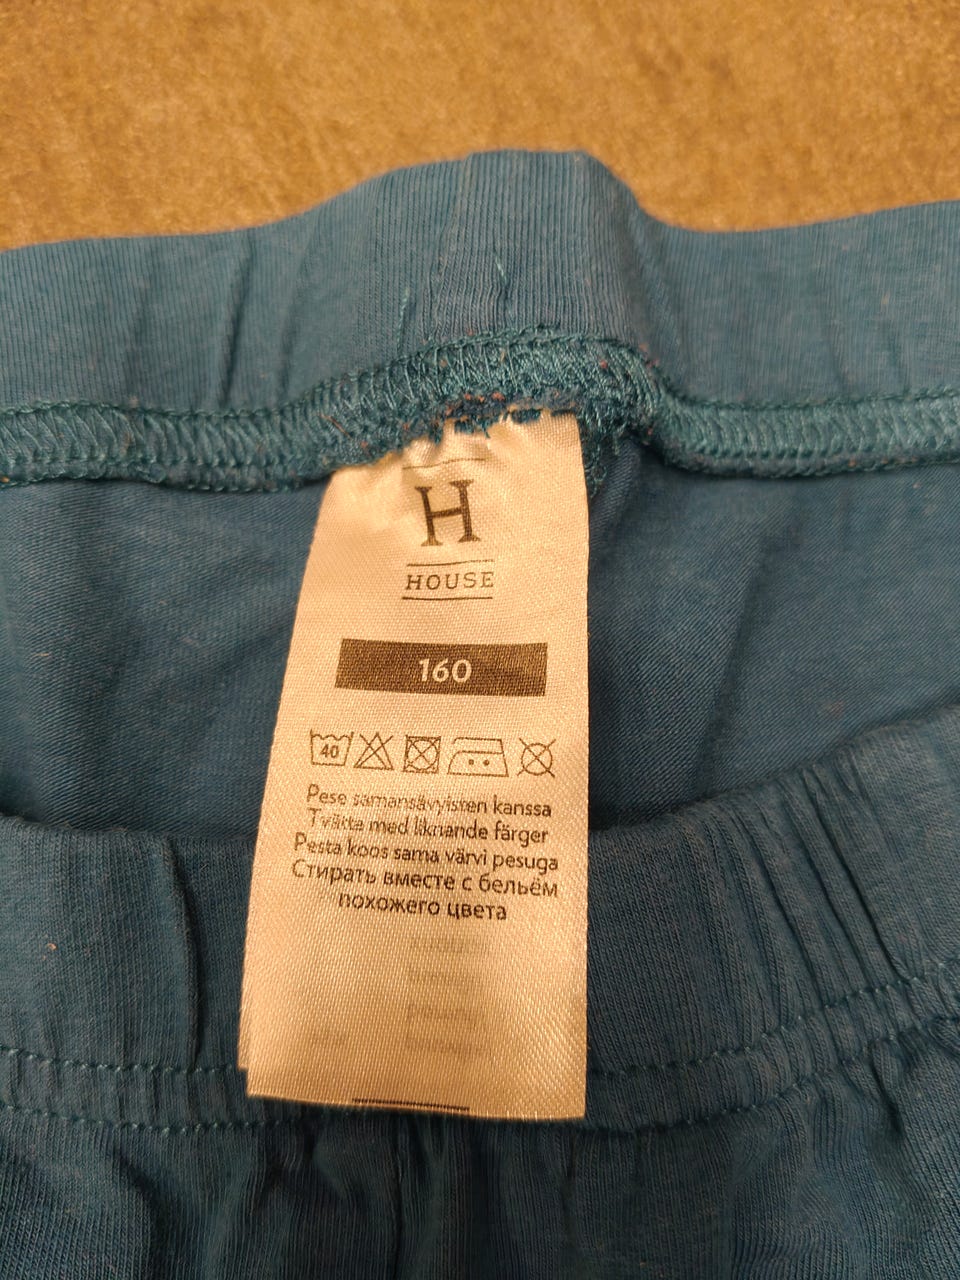 H
HOUSE
160
40
Pese samansävyisten kanssa
Tvätta med liknande färger
Pesta koos sama värvi pesuga
Стирать вместе с бельём
похожего цвета